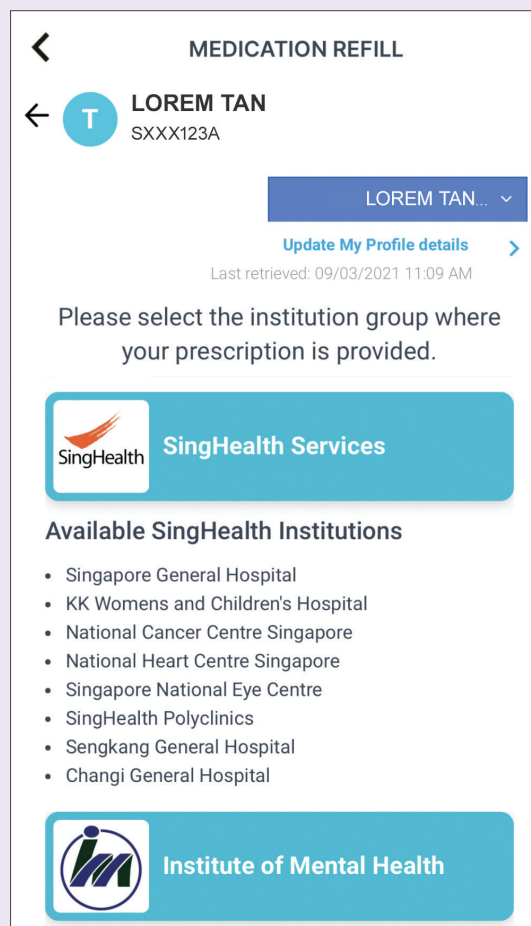 MEDICATION REFILL
T
LOREM TAN
SXXX123A
LOREM TAN...
Update My Profile details
Last retrieved: 09/03/2021 11:09 AM
Please select the institution group where
your prescription is provided.
SingHealth
SingHealth Services
Available SingHealth Institutions
• Singapore General Hospital
• KK Womens and Children's Hospital
• National Cancer Centre Singapore
• National Heart Centre Singapore
• Singapore National Eye Centre
• SingHealth Polyclinics
• Sengkang General Hospital
• Changi General Hospital
Institute of Mental Health